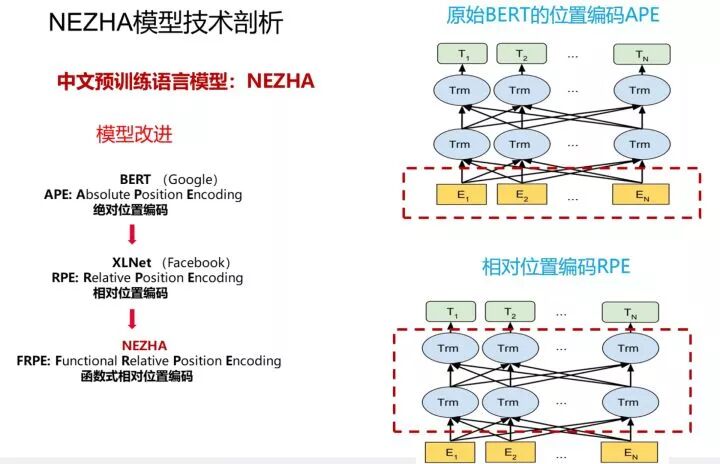 NEZHA模型技术剖析
中文预训练语言模型：NEZHA
模型改进
BERT （Google）
APE: Absolute Position Encoding
绝对位置编码
XLNet （Facebook）
RPE: Relative Position Encoding
相对位置编码
NEZHA
FRPE: Functional Relative Position Encoding
函数式相对位置编码
原始BERT的位置编码APE
T1 T2 ... TN
Trm Trm ... Trm
Trm Trm ... Trm
E1 E2 ... EN
相对位置编码RPE
T1 T2 ... TN
Trm Trm ... Trm
Trm Trm ... Trm
E1 E2 ... EN